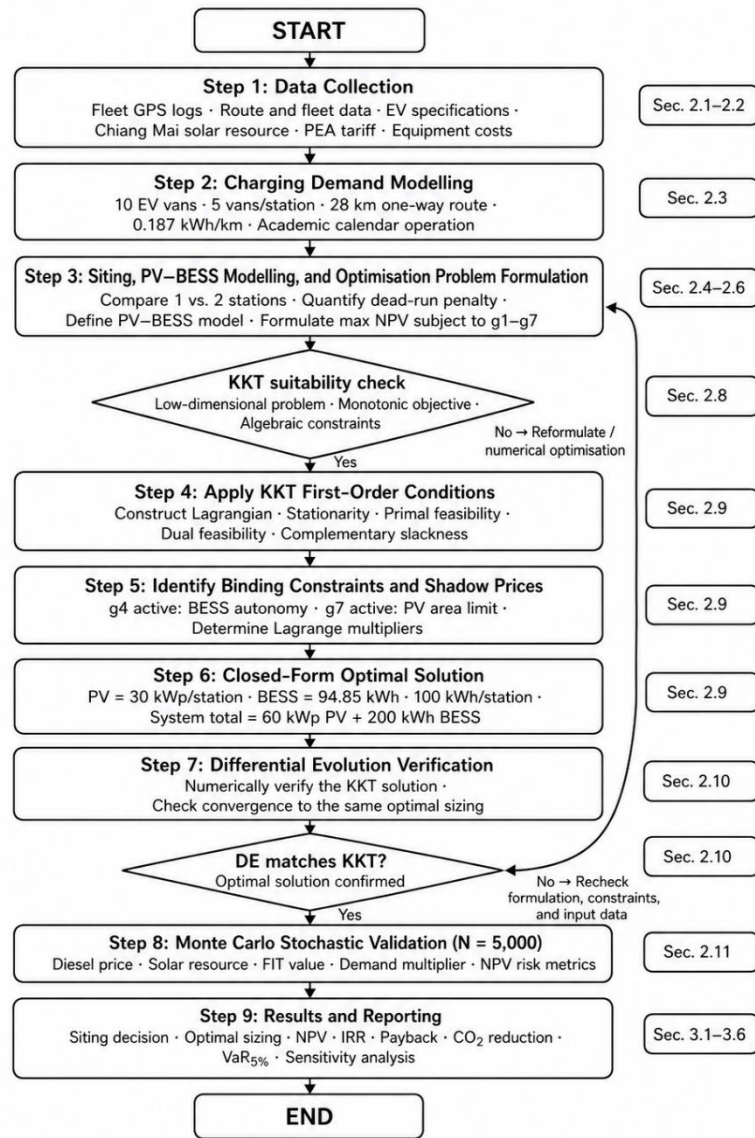 START
Step 1: Data Collection
Fleet GPS logs · Route and fleet data · EV specifications ·
Chiang Mai solar resource · PEA tariff · Equipment costs
Sec. 2.1–2.2
Step 2: Charging Demand Modelling
10 EV vans · 5 vans/station · 28 km one-way route ·
0.187 kWh/km · Academic calendar operation
Sec. 2.3
Step 3: Siting, PV–BESS Modelling, and Optimisation Problem Formulation
Compare 1 vs. 2 stations · Quantify dead-run penalty ·
Define PV–BESS model · Formulate max NPV subject to g1–g7
Sec. 2.4–2.6
KKT suitability check
Low-dimensional problem · Monotonic objective ·
Algebraic constraints
Sec. 2.8
No → Reformulate /
numerical optimisation
Yes
Step 4: Apply KKT First-Order Conditions
Construct Lagrangian · Stationarity · Primal feasibility ·
Dual feasibility · Complementary slackness
Sec. 2.9
Step 5: Identify Binding Constraints and Shadow Prices
g4 active: BESS autonomy · g7 active: PV area limit ·
Determine Lagrange multipliers
Sec. 2.9
Step 6: Closed-Form Optimal Solution
PV = 30 kWp/station · BESS = 94.85 kWh · 100 kWh/station ·
System total = 60 kWp PV + 200 kWh BESS
Sec. 2.9
Step 7: Differential Evolution Verification
Numerically verify the KKT solution ·
Check convergence to the same optimal sizing
Sec. 2.10
DE matches KKT?
Optimal solution confirmed
Sec. 2.10
No → Recheck
formulation, constraints,
and input data
Yes
Step 8: Monte Carlo Stochastic Validation (N = 5,000)
Diesel price · Solar resource · FIT value · Demand multiplier · NPV risk metrics
Sec. 2.11
Step 9: Results and Reporting
Siting decision · Optimal sizing · NPV · IRR · Payback · CO₂ reduction ·
VaR₅% · Sensitivity analysis
Sec. 3.1–3.6
END